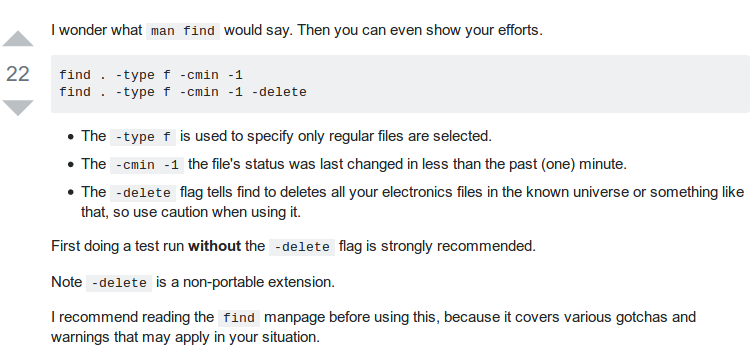 I wonder what man find would say. Then you can even show your efforts.
22
find . -type f -cmin -1
find . -type f -cmin -1 -delete
• The -type f is used to specify only regular files are selected.
• The -cmin -1 the file's status was last changed in less than the past (one) minute.
• The -delete flag tells find to deletes all your electronics files in the known universe or something like
that, so use caution when using it.
First doing a test run without the -delete flag is strongly recommended.
Note -delete is a non-portable extension.
I recommend reading the find manpage before using this, because it covers various gotchas and
warnings that may apply in your situation.